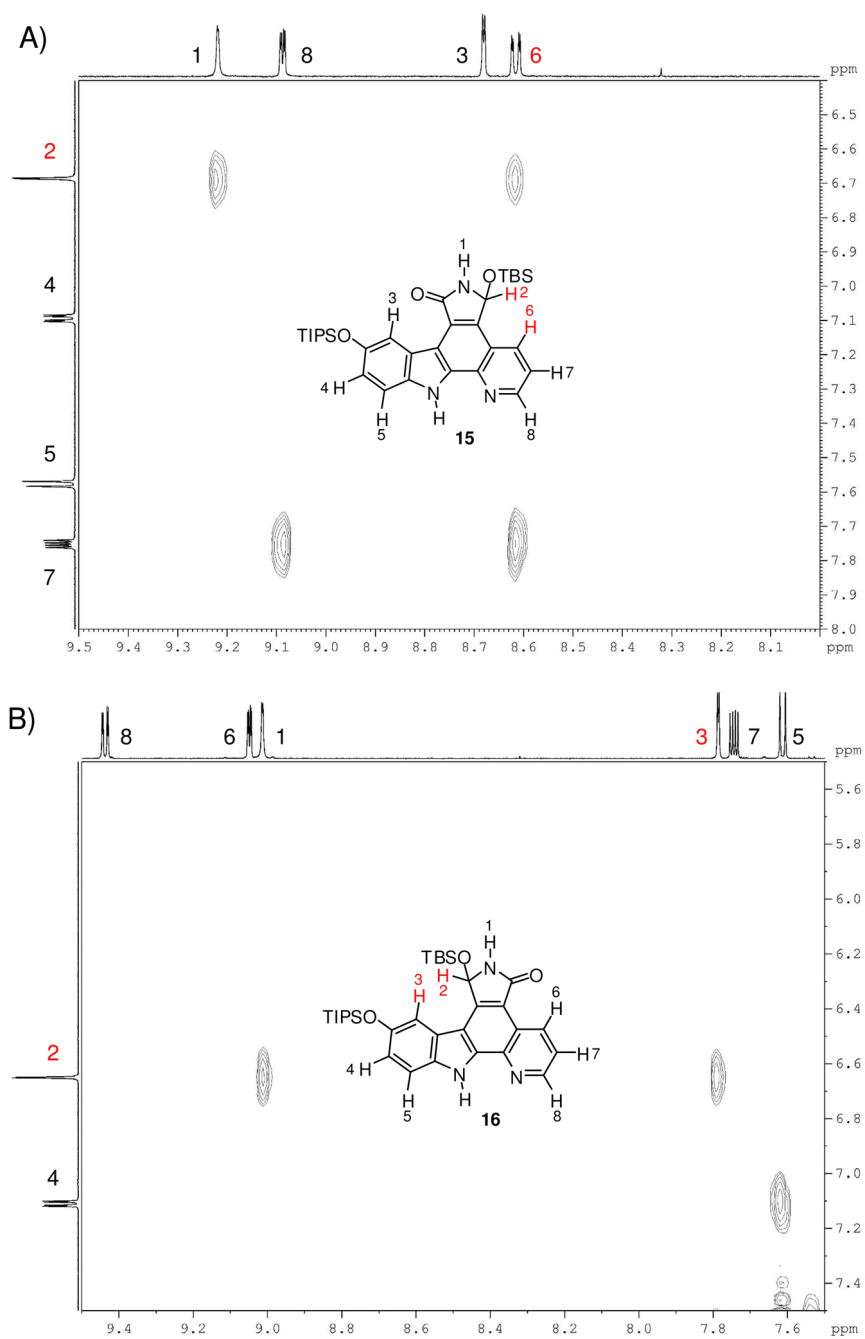 A)
1 8 3 6
ppm
2
4
5
7
6.5
6.6
6.7
6.8
6.9
7.0
7.1
7.2
7.3
7.4
7.5
7.6
7.7
7.8
7.9
8.0
1
H
O N OTBS
H 2
3
H
6
H
TIPSO
H7
4 H
N N
H H H
5 8
15
9.5 9.4 9.3 9.2 9.1 9.0 8.9 8.8 8.7 8.6 8.5 8.4 8.3 8.2 8.1 ppm
B)
8 6 1 3 7 5
ppm
2
4
5.6
5.8
6.0
6.2
6.4
6.6
6.8
7.0
7.2
7.4
1
H
TBSO N O
H
2
3
H
6
H
TIPSO
H7
4 H
N N
H H H
5 8
16
9.4 9.2 9.0 8.8 8.6 8.4 8.2 8.0 7.8 7.6 ppm